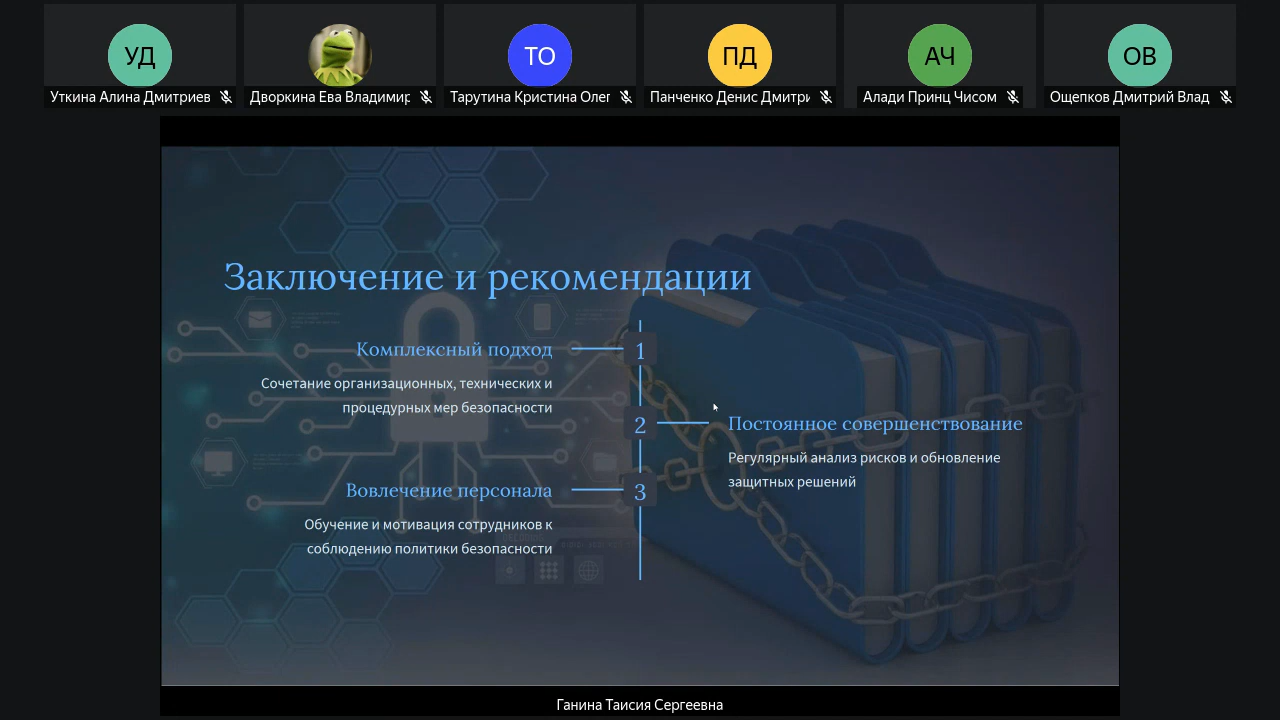 УД
ТО
ПД
АЧ
ОВ
Уткина Алина Дмитриев
Дворкина Ева Владимир
Тарутина Кристина Олег
Панченко Денис Дмитри
Алади Принц Чисом
Ощепков Дмитрий Влад
Заключение и рекомендации
Комплексный подход
1
Сочетание организационных, технических и
процедурных мер безопасности
2
Постоянное совершенствование
Регулярный анализ рисков и обновление
защитных решений
Вовлечение персонала
3
Обучение и мотивация сотрудников к
соблюдению политики безопасности
Ганина Таисия Сергеевна